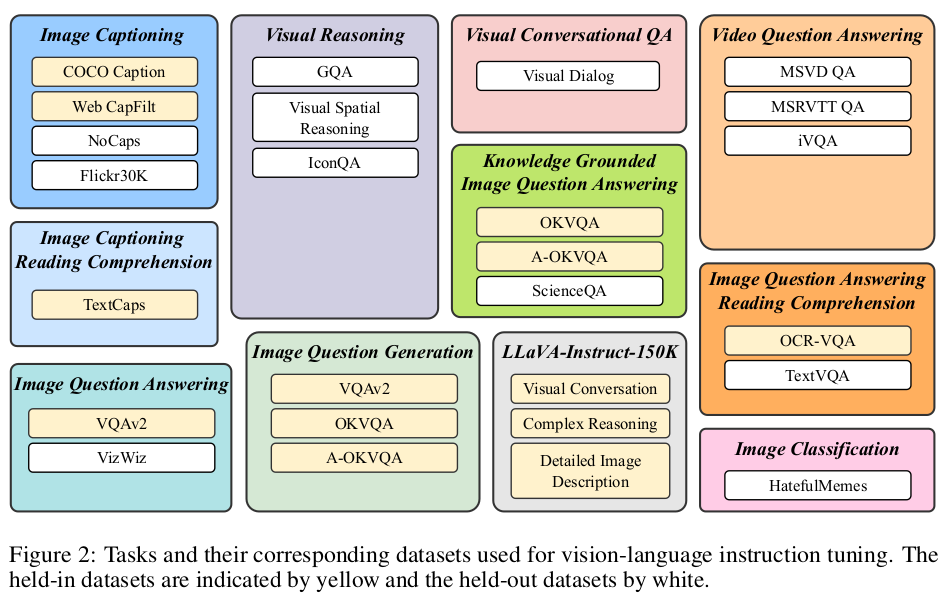 Image Captioning
COCO Caption
Web CapFilt
NoCaps
Flickr30K
Image Captioning
Reading Comprehension
TextCaps
Image Question Answering
VQAv2
VizWiz
Visual Reasoning
GQA
Visual Spatial
Reasoning
IconQA
Image Question Generation
VQAv2
OKVQA
A-OKVQA
Visual Conversational QA
Visual Dialog
Knowledge Grounded
Image Question Answering
OKVQA
A-OKVQA
ScienceQA
LLaVA-Instruct-150K
Visual Conversation
Complex Reasoning
Detailed Image
Description
Video Question Answering
MSVD QA
MSRVTT QA
iVQA
Image Question Answering
Reading Comprehension
OCR-VQA
TextVQA
Image Classification
HatefulMemes
Figure 2: Tasks and their corresponding datasets used for vision-language instruction tuning. The
held-in datasets are indicated by yellow and the held-out datasets by white.